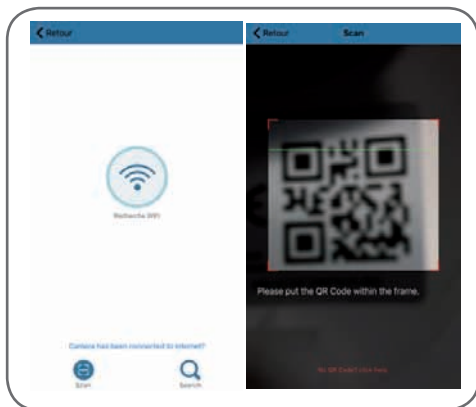 Retour
Recherche WIFI
Camera has been connected to internet?
Scan
Search
Retour
Scan
Please put the QR Code within the frame.
No QR Code? click here.